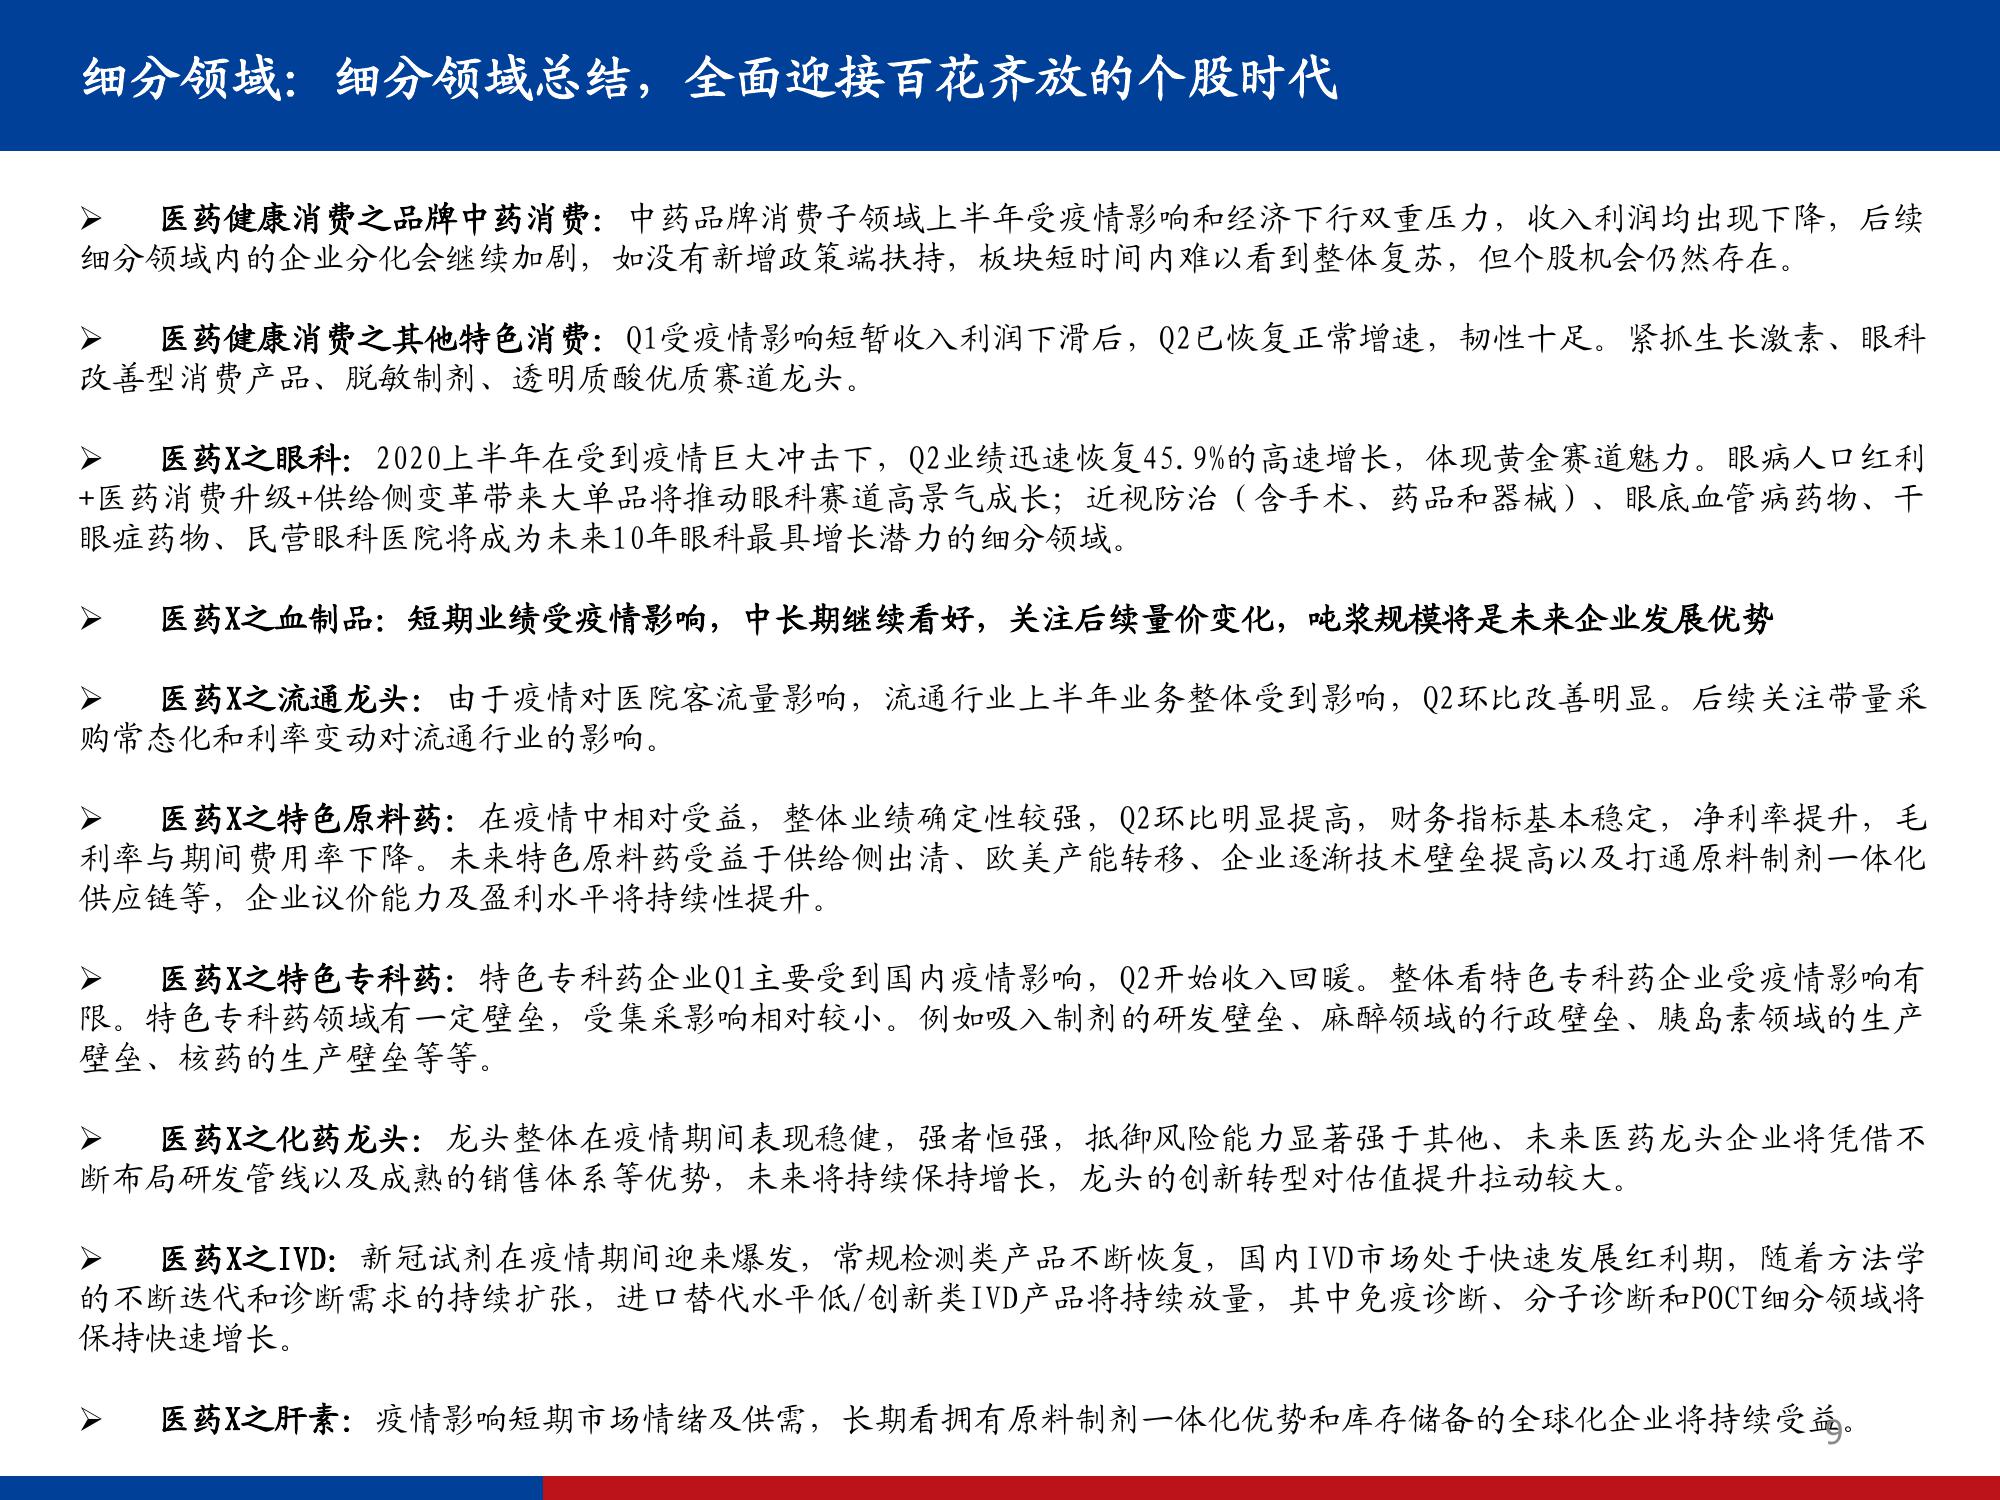 细分领域：细分领域总结，全面迎接百花齐放的个股时代
➢ 医药健康消费之品牌中药消费：中药品牌消费子领域上半年受疫情影响和经济下行双重压力，收入利润均出现下降，后续
细分领域内的企业分化会继续加剧，如没有新增政策端扶持，板块短时间内难以看到整体复苏，但个股机会仍然存在。
➢ 医药健康消费之其他特色消费：Q1受疫情影响短暂收入利润下滑后，Q2已恢复正常增速，韧性十足。紧抓生长激素、眼科
改善型消费产品、脱敏制剂、透明质酸优质赛道龙头。
➢ 医药X之眼科：2020上半年在受到疫情巨大冲击下，Q2业绩迅速恢复45.9%的高速增长，体现黄金赛道魅力。眼病人口红利
+医药消费升级+供给侧变革带来大单品将推动眼科赛道高景气成长；近视防治（含手术、药品和器械）、眼底血管病药物、干
眼症药物、民营眼科医院将成为未来10年眼科最具增长潜力的细分领域。
➢ 医药X之血制品：短期业绩受疫情影响，中长期继续看好，关注后续量价变化，吨浆规模将是未来企业发展优势
➢ 医药X之流通龙头：由于疫情对医院客流量影响，流通行业上半年业务整体受到影响，Q2环比改善明显。后续关注带量采
购常态化和利率变动对流通行业的影响。
➢ 医药X之特色原料药：在疫情中相对受益，整体业绩确定性较强，Q2环比明显提高，财务指标基本稳定，净利率提升，毛
利率与期间费用率下降。未来特色原料药受益于供给侧出清、欧美产能转移、企业逐渐技术壁垒提高以及打通原料制剂一体化
供应链等，企业议价能力及盈利水平将持续性提升。
➢ 医药X之特色专科药：特色专科药企业Q1主要受到国内疫情影响，Q2开始收入回暖。整体看特色专科药企业受疫情影响有
限。特色专科药领域有一定壁垒，受集采影响相对较小。例如吸入制剂的研发壁垒、麻醉领域的行政壁垒、胰岛素领域的生产
壁垒、核药的生产壁垒等等。
➢ 医药X之化药龙头：龙头整体在疫情期间表现稳健，强者恒强，抵御风险能力显著强于其他、未来医药龙头企业将凭借不
断布局研发管线以及成熟的销售体系等优势，未来将持续保持增长，龙头的创新转型对估值提升拉动较大。
➢ 医药X之IVD：新冠试剂在疫情期间迎来爆发，常规检测类产品不断恢复，国内IVD市场处于快速发展红利期，随着方法学
的不断迭代和诊断需求的持续扩张，进口替代水平低/创新类IVD产品将持续放量，其中免疫诊断、分子诊断和POCT细分领域将
保持快速增长。
➢ 医药X之肝素：疫情影响短期市场情绪及供需，长期看拥有原料制剂一体化优势和库存储备的全球化企业将持续受益。
9